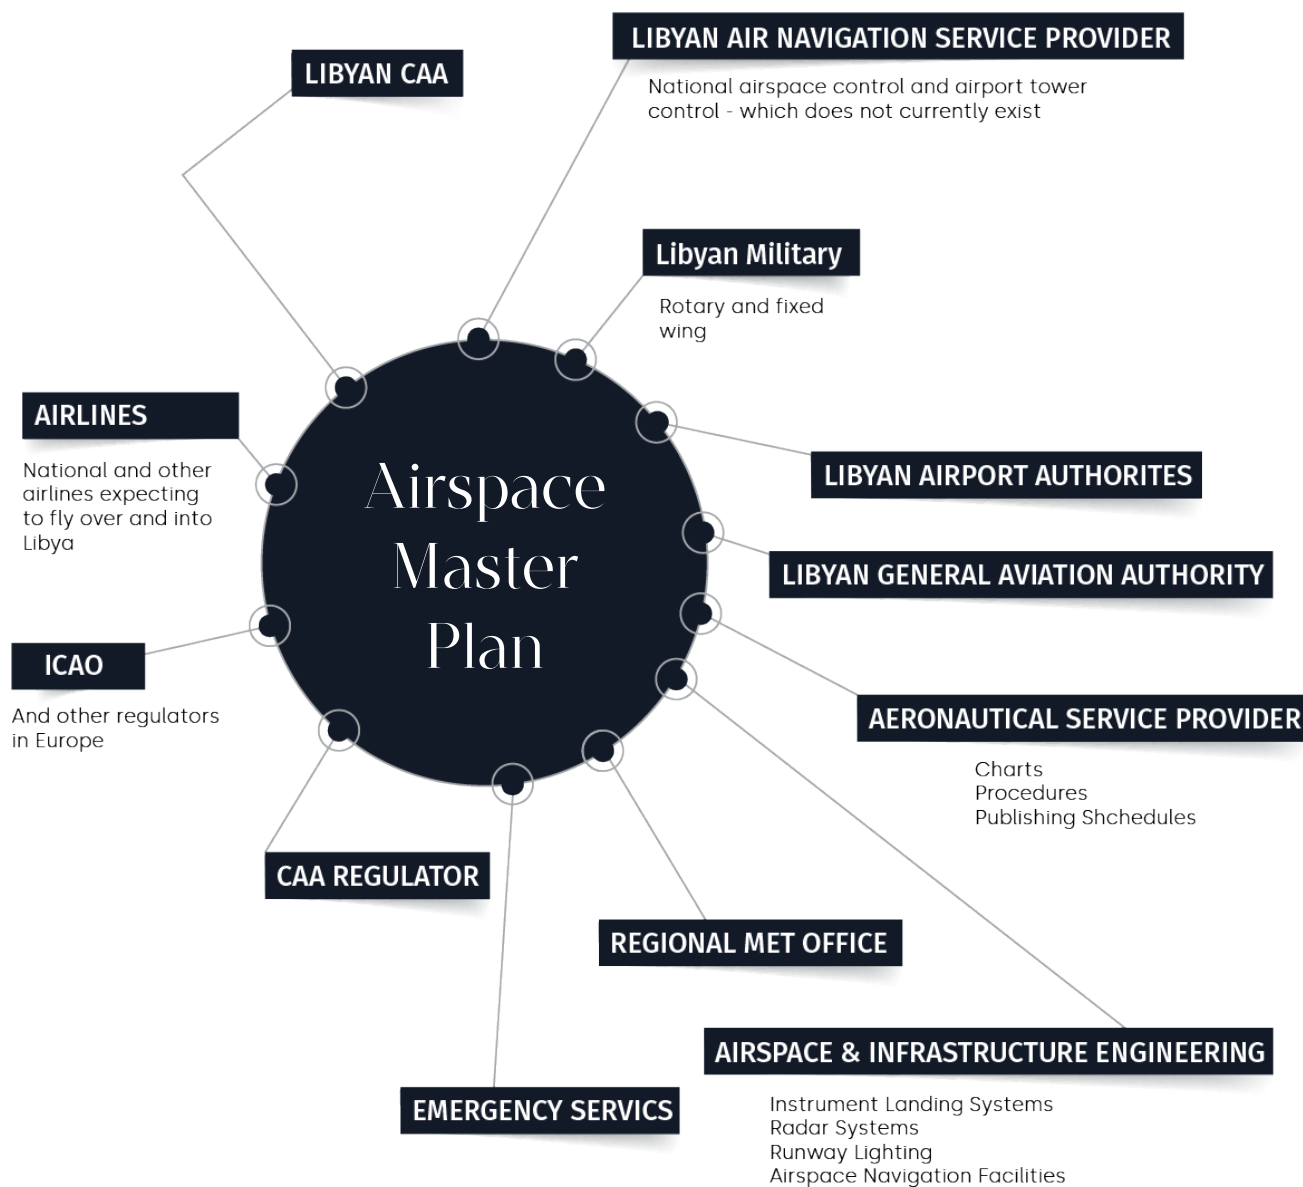 LIBYAN AIR NAVIGATION SERVICE PROVIDER
National airspace control and airport tower
control - which does not currently exist
LIBYAN CAA
Libyan Military
Rotary and fixed
wing
AIRLINES
National and other
airlines expecting
to fly over and into
Libya
Airspace
Master
Plan
LIBYAN AIRPORT AUTHORITES
LIBYAN GENERAL AVIATION AUTHORITY
ICAO
And other regulators
in Europe
AERONAUTICAL SERVICE PROVIDER
Charts
Procedures
Publishing Shchedules
CAA REGULATOR
REGIONAL MET OFFICE
AIRSPACE & INFRASTRUCTURE ENGINEERING
Instrument Landing Systems
Radar Systems
Runway Lighting
Airspace Navigation Facilities
EMERGENCY SERVICS